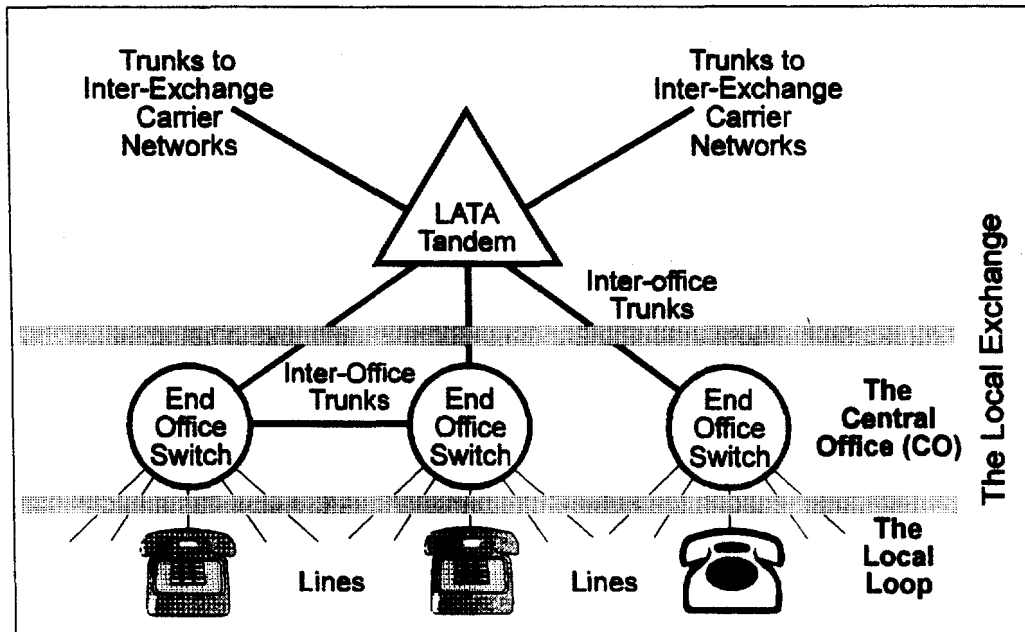 Trunks to
Inter-Exchange
Carrier
Networks
Trunks to
Inter-Exchange
Carrier
Networks
LATA
Tandem
Inter-office
Trunks
Inter-Office
Trunks
End
Office
Switch
End
Office
Switch
End
Office
Switch
The
Central
Office (CO)
The Local Exchange
Lines
Lines
The
Local
Loop